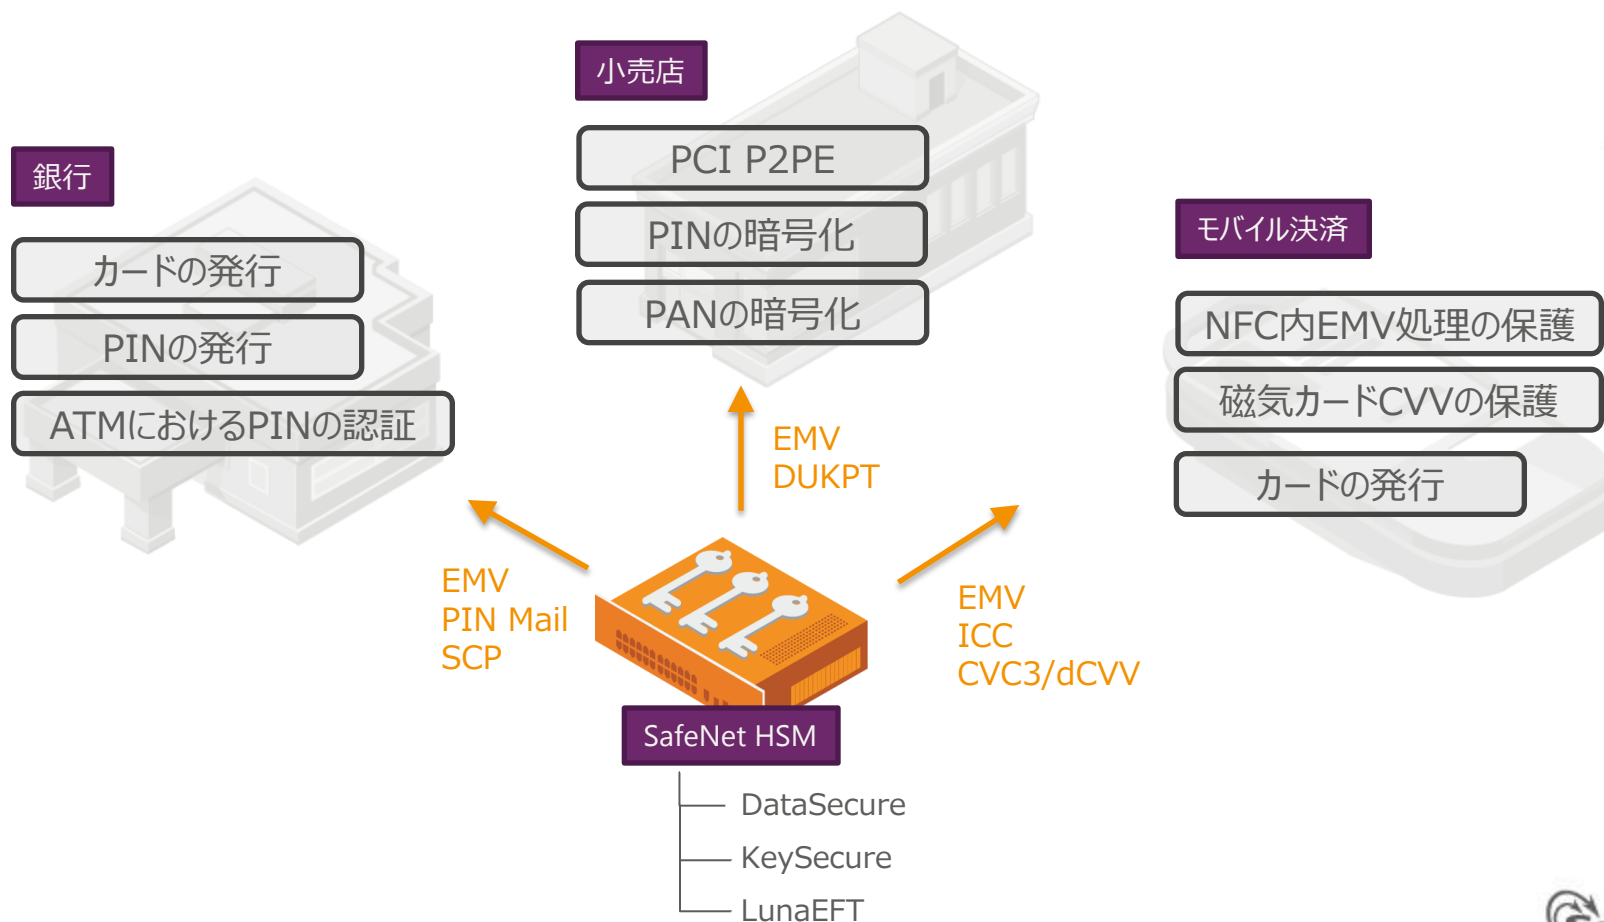 小売店
PCI P2PE
PINの暗号化
PANの暗号化
銀行
カードの発行
PINの発行
ATMにおけるPINの認証
モバイル決済
NFC内EMV処理の保護
磁気カードCVVの保護
カードの発行
EMV
DUKPT
EMV
PIN Mail
SCP
EMV
ICC
CVC3/dCVV
SafeNet HSM
DataSecure
KeySecure
LunaEFT